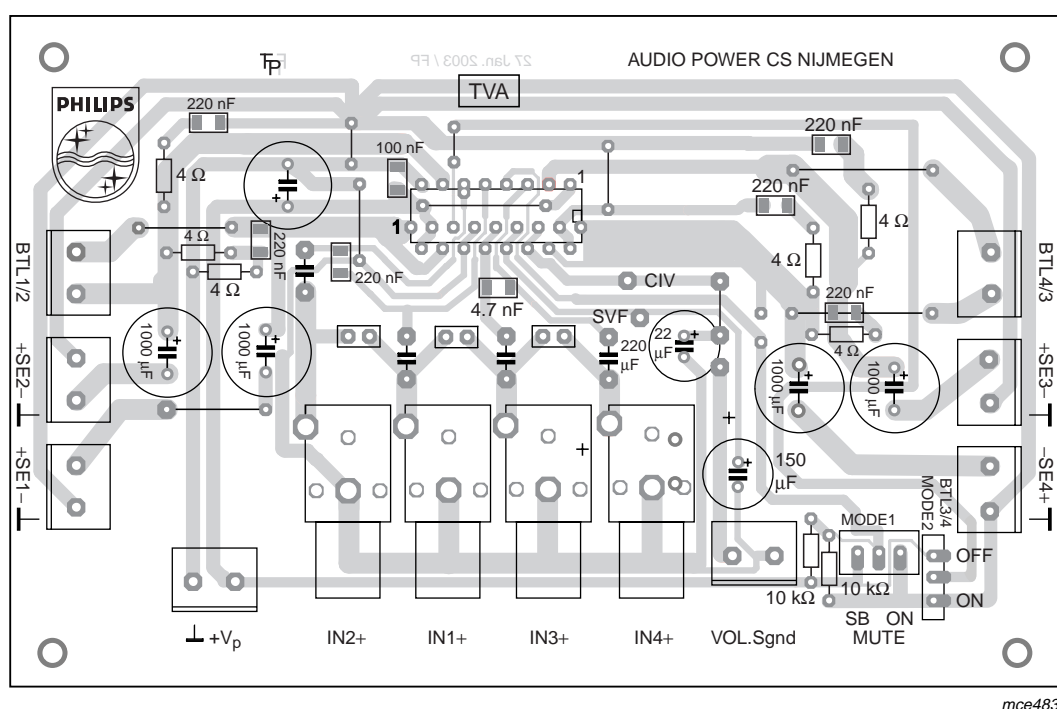 27 Jan. 2003 / FP
AUDIO POWER CS NIJMEGEN
TVA
PHILIPS
220 nF
100 nF
220 nF
4 Ω
1
220 nF
4 Ω
1
4 Ω
4 Ω
220 nF
220 nF
4 Ω
4 Ω
BTL1/2
BTL4/3
CIV
4.7 nF
220 nF
SVF
1000 μF
1000 μF
220 μF
22 μF
4 Ω
1000 μF
1000 μF
+SE2−
+SE3−
+SE1−
−SE4+
150 μF
BTL3/4
MODE2
MODE1
OFF
10 kΩ
10 kΩ
ON
SB
ON
MUTE
+Vp
IN2+
IN1+
IN3+
IN4+
VOL.Sgnd
mce483